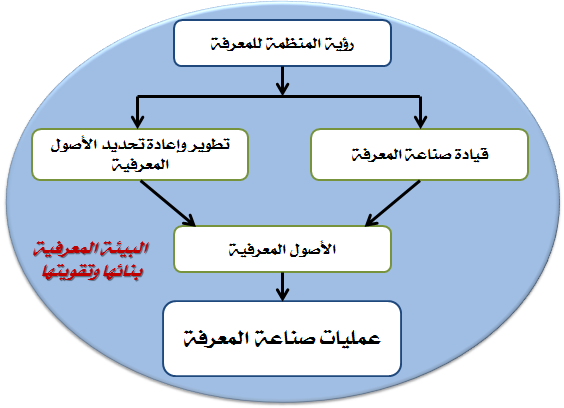 رؤية المنظمة للمعرفة
قيادة صناعة المعرفة
تطوير وإعادة تحديد الأصول
المعرفية
الأصول المعرفية
البيئة المعرفية
بنائها وتقويتها
عمليات صناعة المعرفة